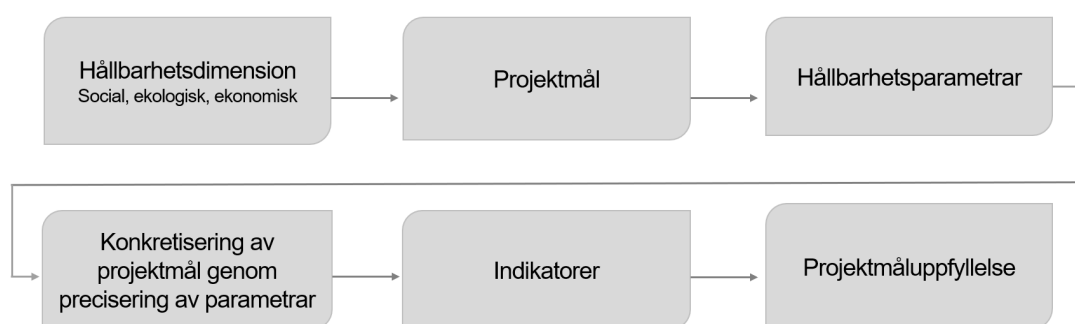 Hållbarhetsdimension
Social, ekologisk, ekonomisk
Projektmål
Hållbarhetsparametrar
Konkretisering av
projektmål genom
precisering av parametrar
Indikatorer
Projektmåluppfyllelse